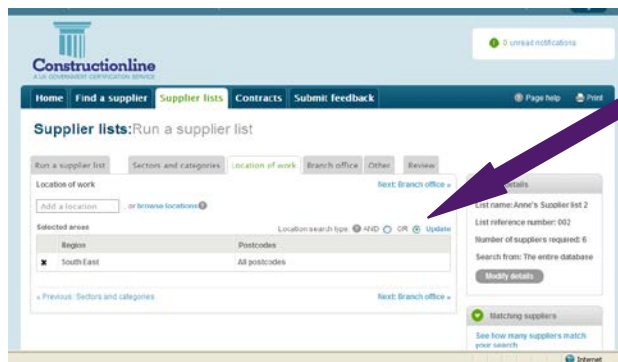 0 unread notifications
Constructionline
A UK GOVERNMENT CERTIFICATION SERVICE
Home Find a supplier Supplier lists Contracts Submit feedback Page help Print
Supplier lists:Run a supplier list
Run a supplier list Sectors and categories Location of work Branch office Other Review
Location of work Next: Branch office »
Add a location or browse locations
Selected areas Location search type AND OR Update
Region Postcodes
South East All postcodes
« Previous: Sectors and categories Next: Branch office »
details
List name: Anne's Supplier list 2
List reference number: 002
Number of suppliers required: 6
Search from: The entire database
Modify details
Matching suppliers
See how many suppliers match
your search
Internet